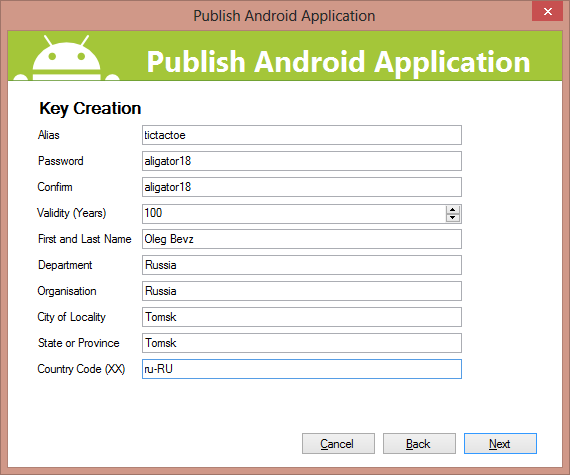 Publish Android Application
Publish Android Application
Key Creation
Alias tictactoe
Password aligator18
Confirm aligator18
Validity (Years) 100
First and Last Name Oleg Bevz
Department Russia
Organisation Russia
City of Locality Tomsk
State or Province Tomsk
Country Code (XX) ru-RU
Cancel Back Next